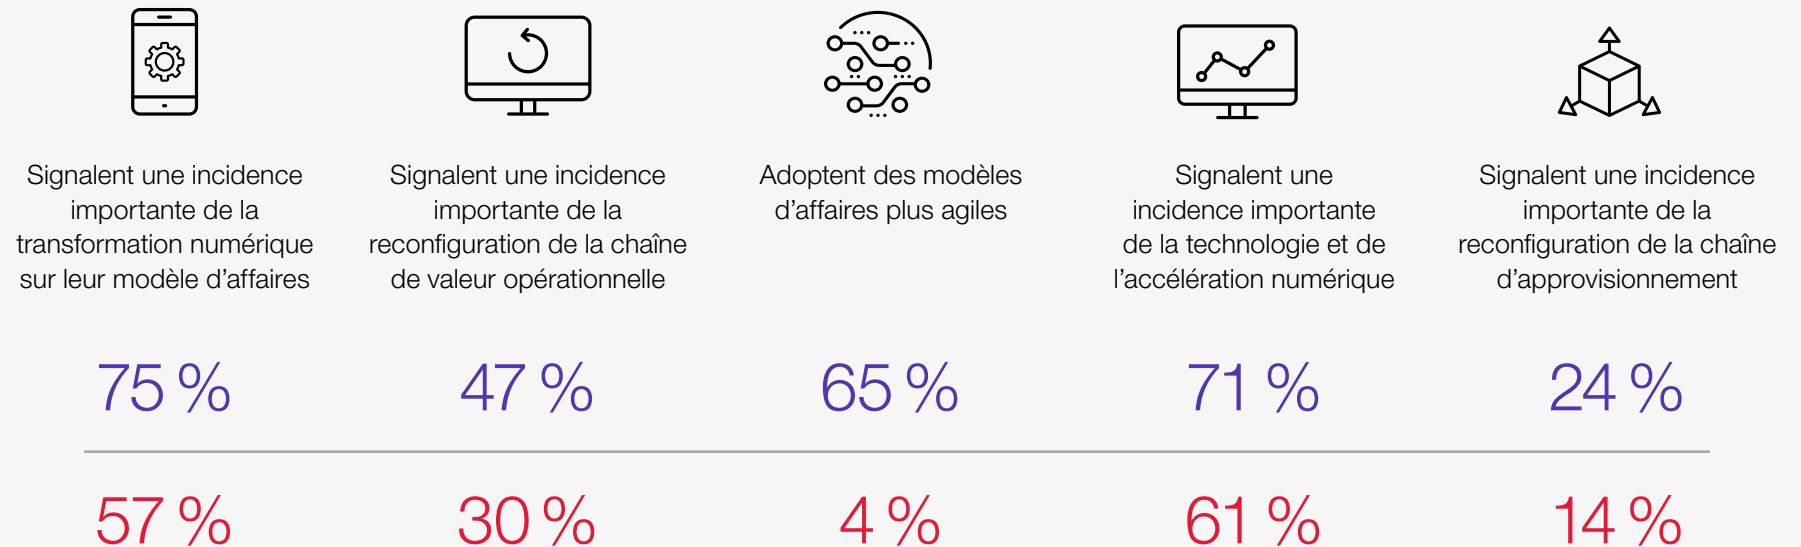 Signalent une incidence
importante de la
transformation numérique
sur leur modèle d'affaires
Signalent une incidence
importante de la
reconfiguration de la chaîne
de valeur opérationnelle
Adoptent des modèles
d'affaires plus agiles
Signalent une
incidence importante
de la technologie et de
l'accélération numérique
Signalent une incidence
importante de la
reconfiguration de la chaîne
d'approvisionnement
75 %
47 %
65 %
71 %
24 %
57 %
30 %
4 %
61 %
14 %